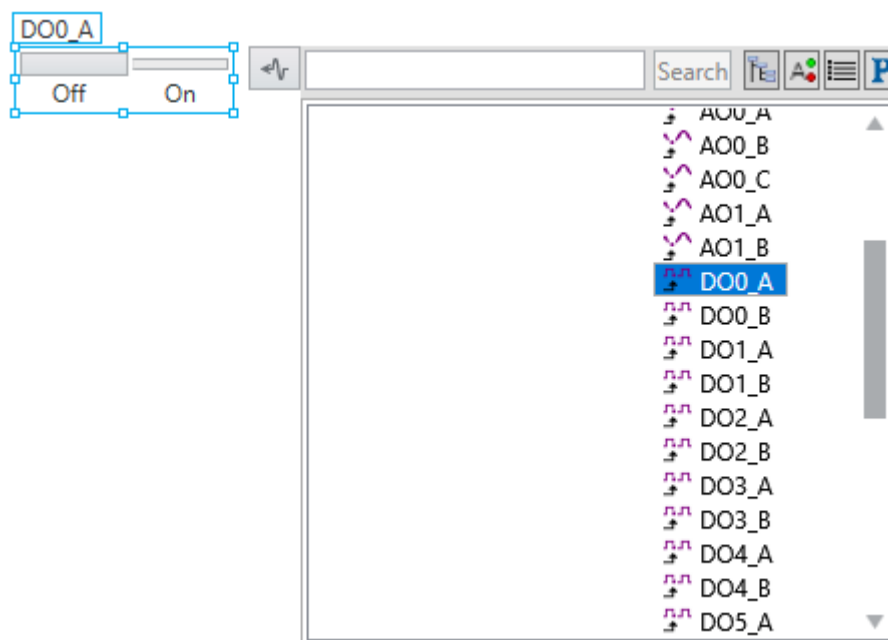 DO0_A
Off On
Search
AO0_A
AO0_B
AO0_C
AO1_A
AO1_B
DO0_A
DO0_B
DO1_A
DO1_B
DO2_A
DO2_B
DO3_A
DO3_B
DO4_A
DO4_B
DO5_A